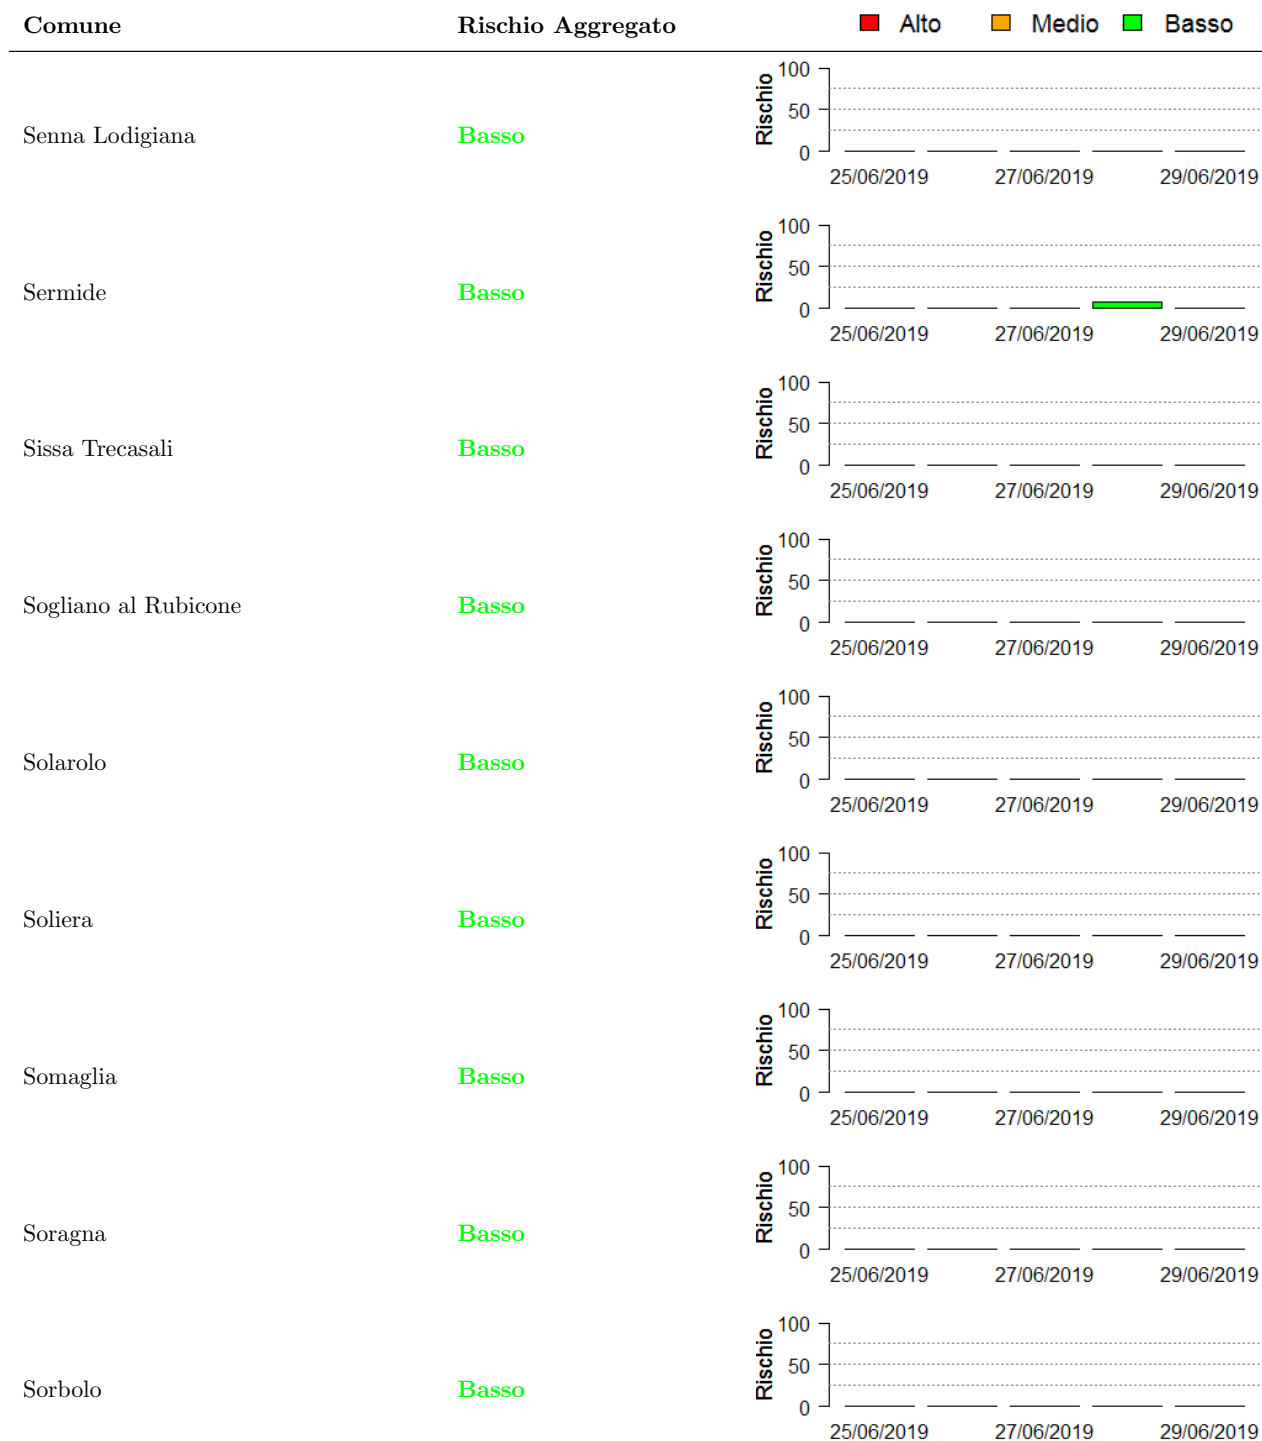 Comune Rischio Aggregato Alto Medio Basso
100
50
0
Rischio
Senna Lodigiana Basso
25/06/2019 27/06/2019 29/06/2019
100
50
0
Rischio
Sermide Basso
25/06/2019 27/06/2019 29/06/2019
100
50
0
Rischio
Sissa Trecasali Basso
25/06/2019 27/06/2019 29/06/2019
100
50
0
Rischio
Sogliano al Rubicone Basso
25/06/2019 27/06/2019 29/06/2019
100
50
0
Rischio
Solarolo Basso
25/06/2019 27/06/2019 29/06/2019
100
50
0
Rischio
Soliera Basso
25/06/2019 27/06/2019 29/06/2019
100
50
0
Rischio
Somaglia Basso
25/06/2019 27/06/2019 29/06/2019
100
50
0
Rischio
Soragna Basso
25/06/2019 27/06/2019 29/06/2019
100
50
0
Rischio
Sorbolo Basso
25/06/2019 27/06/2019 29/06/2019